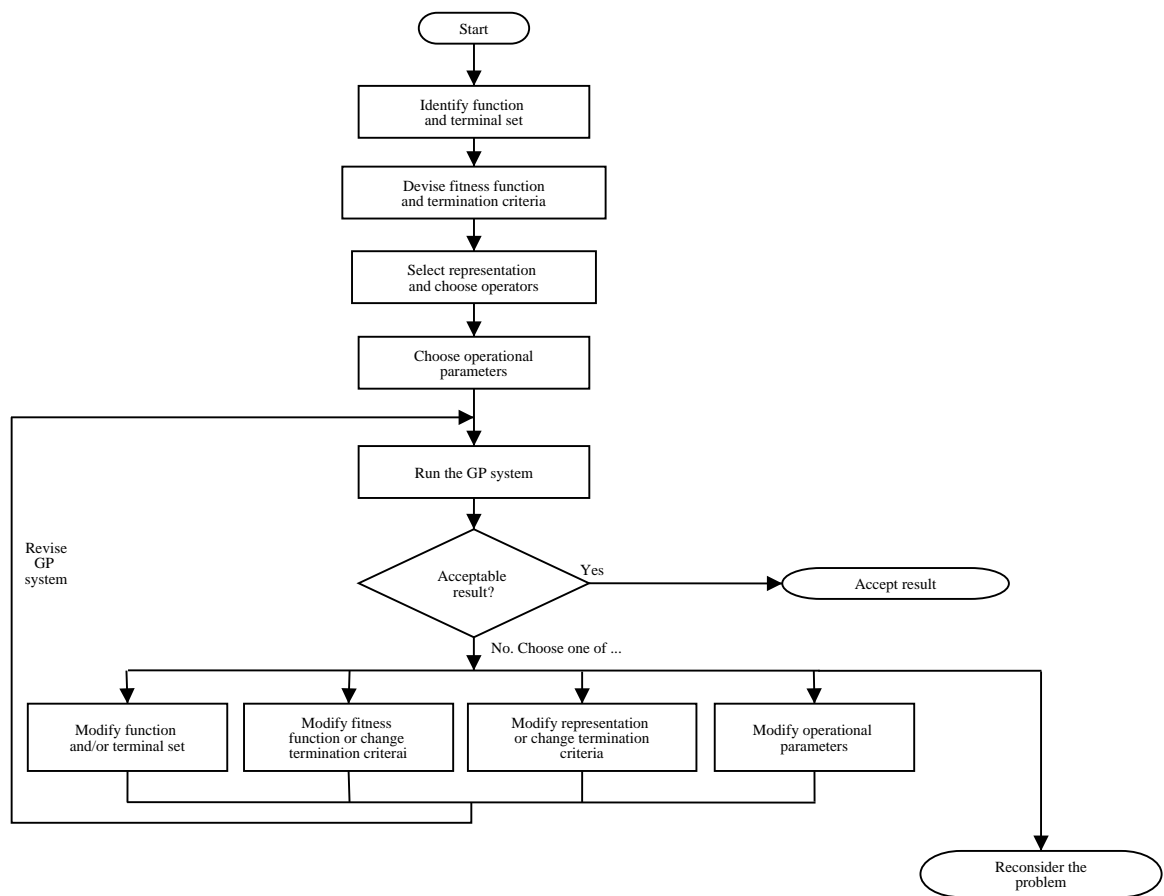 Start
Identify function
and terminal set
Devise fitness function
and termination criteria
Select representation
and choose operators
Choose operational
parameters
Run the GP system
Revise
GP
system
Acceptable
result?
Yes
Accept result
No. Choose one of ...
Modify function
and/or terminal set
Modify fitness
function or change
termination criterai
Modify representation
or change termination
criteria
Modify operational
parameters
Reconsider the
problem